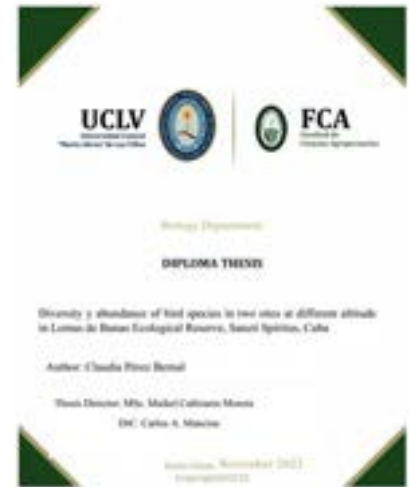 UCLV
FCA
Biology Department
DIPLOMA THESIS
Diversity y abundance of bird species in two sites at different altitude
in Lomas de Banao Ecological Reserve, Sancti Spíritus, Cuba
Author: Claudia Pérez Bernal
Thesis Director: MSc. Maikel Cañizares Morera
DrC. Carlos A. Mancina
November 2022